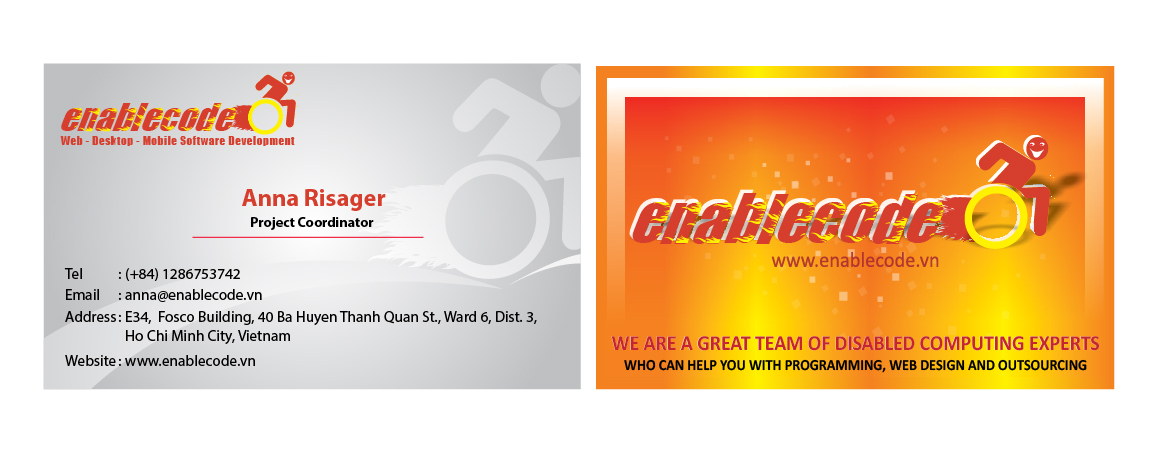 enablecode
Web - Desktop - Mobile Software Development
Anna Risager
Project Coordinator
Tel : (+84) 1286753742
Email : anna@enablecode.vn
Address : E34, Fosco Building, 40 Ba Huyen Thanh Quan St., Ward 6, Dist. 3,
Ho Chi Minh City, Vietnam
Website : www.enablecode.vn
enablecode
www.enablecode.vn
WE ARE A GREAT TEAM OF DISABLED COMPUTING EXPERTS
WHO CAN HELP YOU WITH PROGRAMMING, WEB DESIGN AND OUTSOURCING